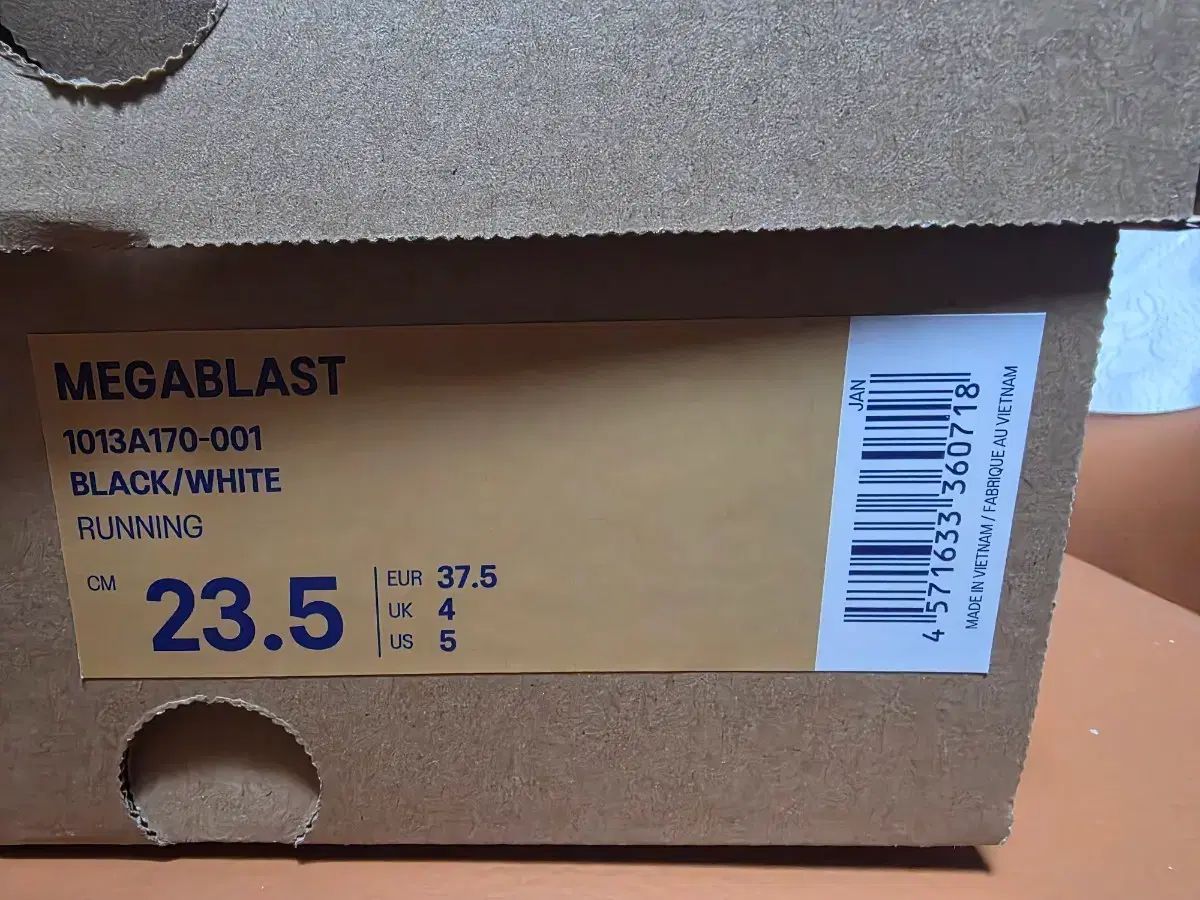 MEGABLAST
1013A170-001
BLACK/WHITE
RUNNING
CM 23.5
EUR 37.5
UK 4
US 5
JAN
4 571633 360718
MADE IN VIETNAM / FABRIQUE AU VIETNAM